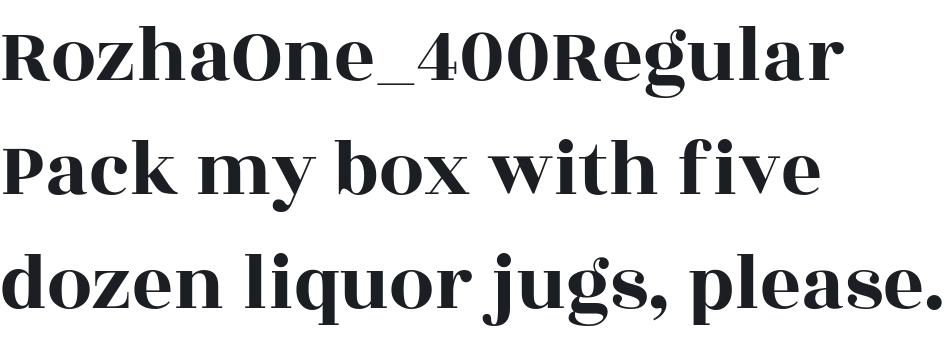 RozhaOne_400Regular
Pack my box with five
dozen liquor jugs, please.